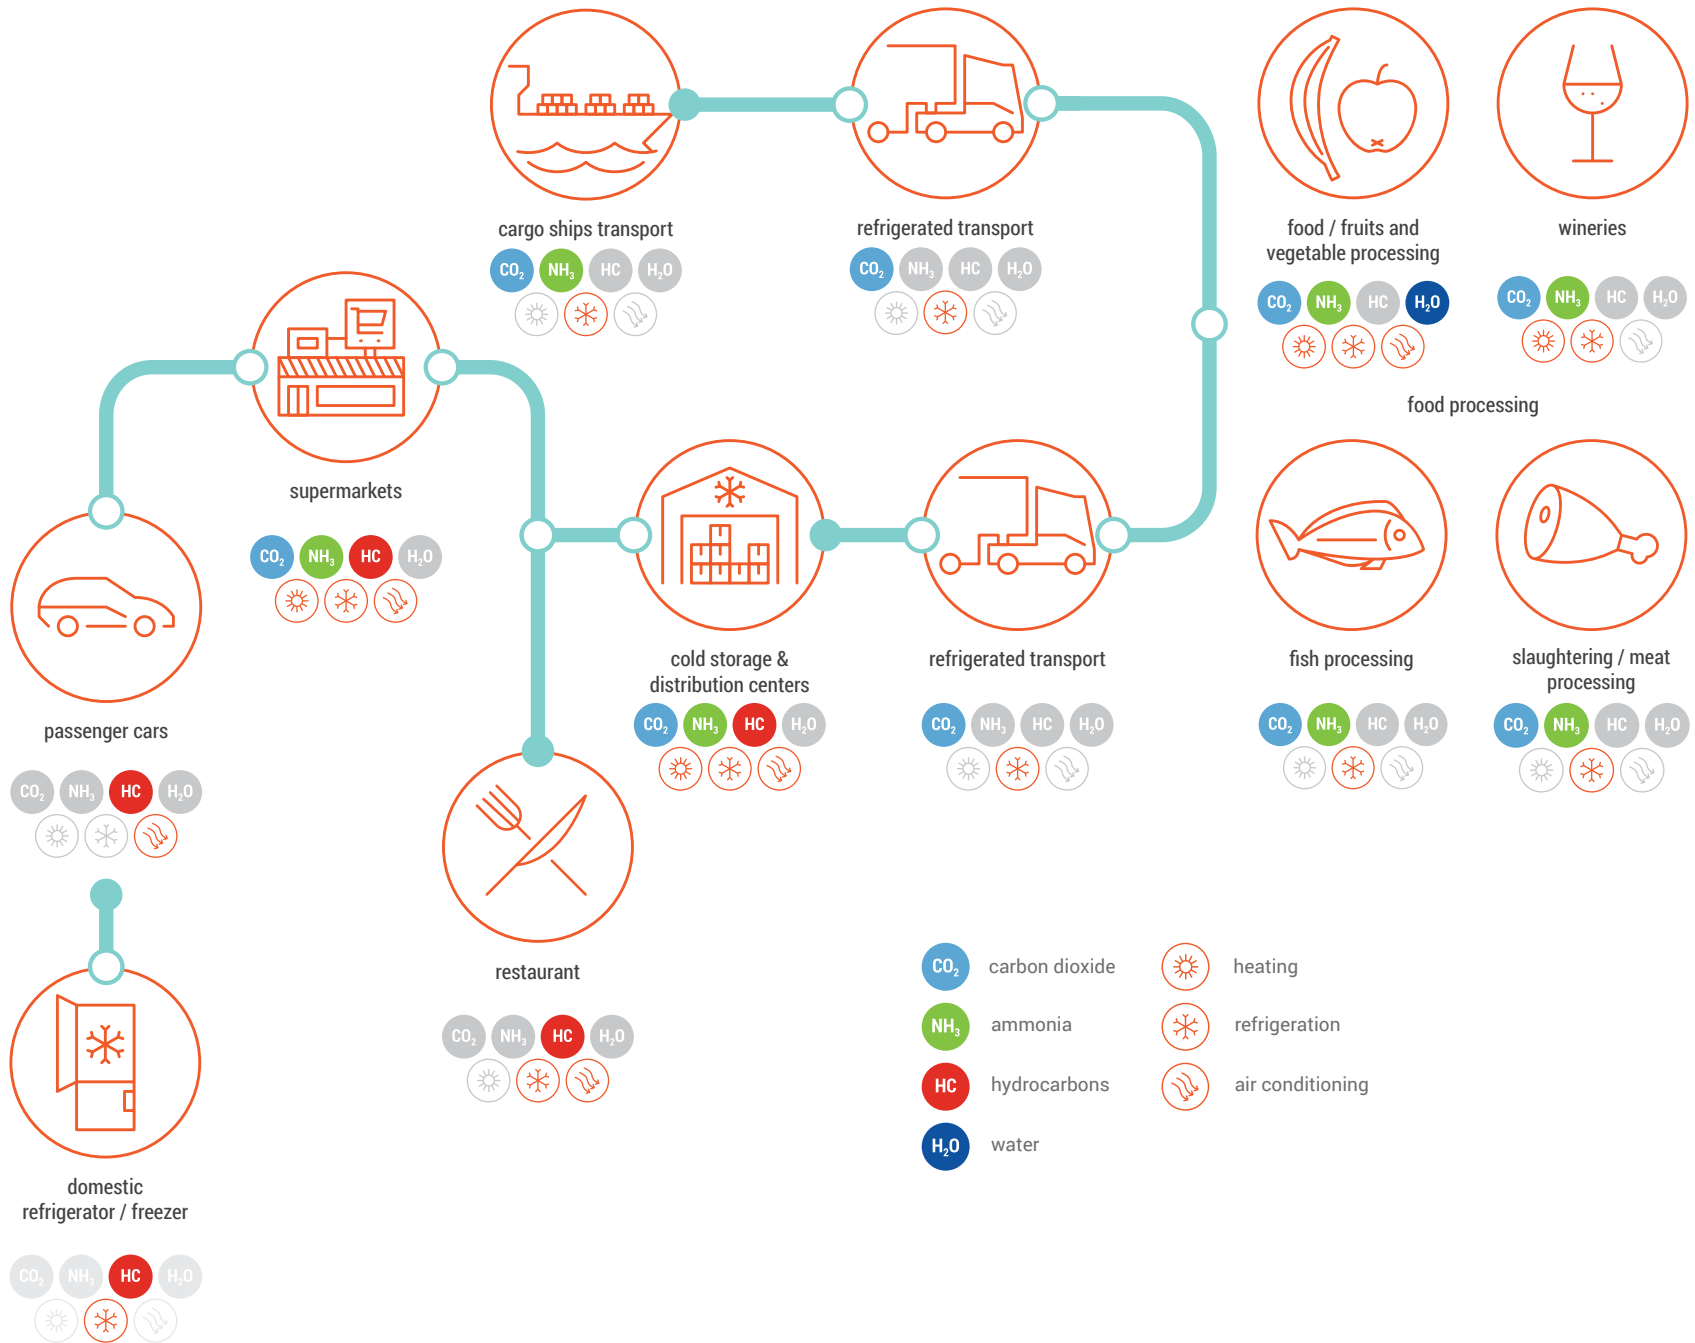 cargo ships transport
CO₂ NH₃ HC H₂O
refrigerated transport
CO₂ NH₃ HC H₂O
food / fruits and
vegetable processing
CO₂ NH₃ HC H₂O
wineries
CO₂ NH₃ HC H₂O
food processing
supermarkets
CO₂ NH₃ HC H₂O
passenger cars
CO₂ NH₃ HC H₂O
cold storage &
distribution centers
CO₂ NH₃ HC H₂O
refrigerated transport
CO₂ NH₃ HC H₂O
fish processing
CO₂ NH₃ HC H₂O
slaughtering / meat
processing
CO₂ NH₃ HC H₂O
restaurant
CO₂ NH₃ HC H₂O
domestic
refrigerator / freezer
CO₂ NH₃ HC H₂O
CO₂ carbon dioxide
NH₃ ammonia
HC hydrocarbons
H₂O water
heating
refrigeration
air conditioning